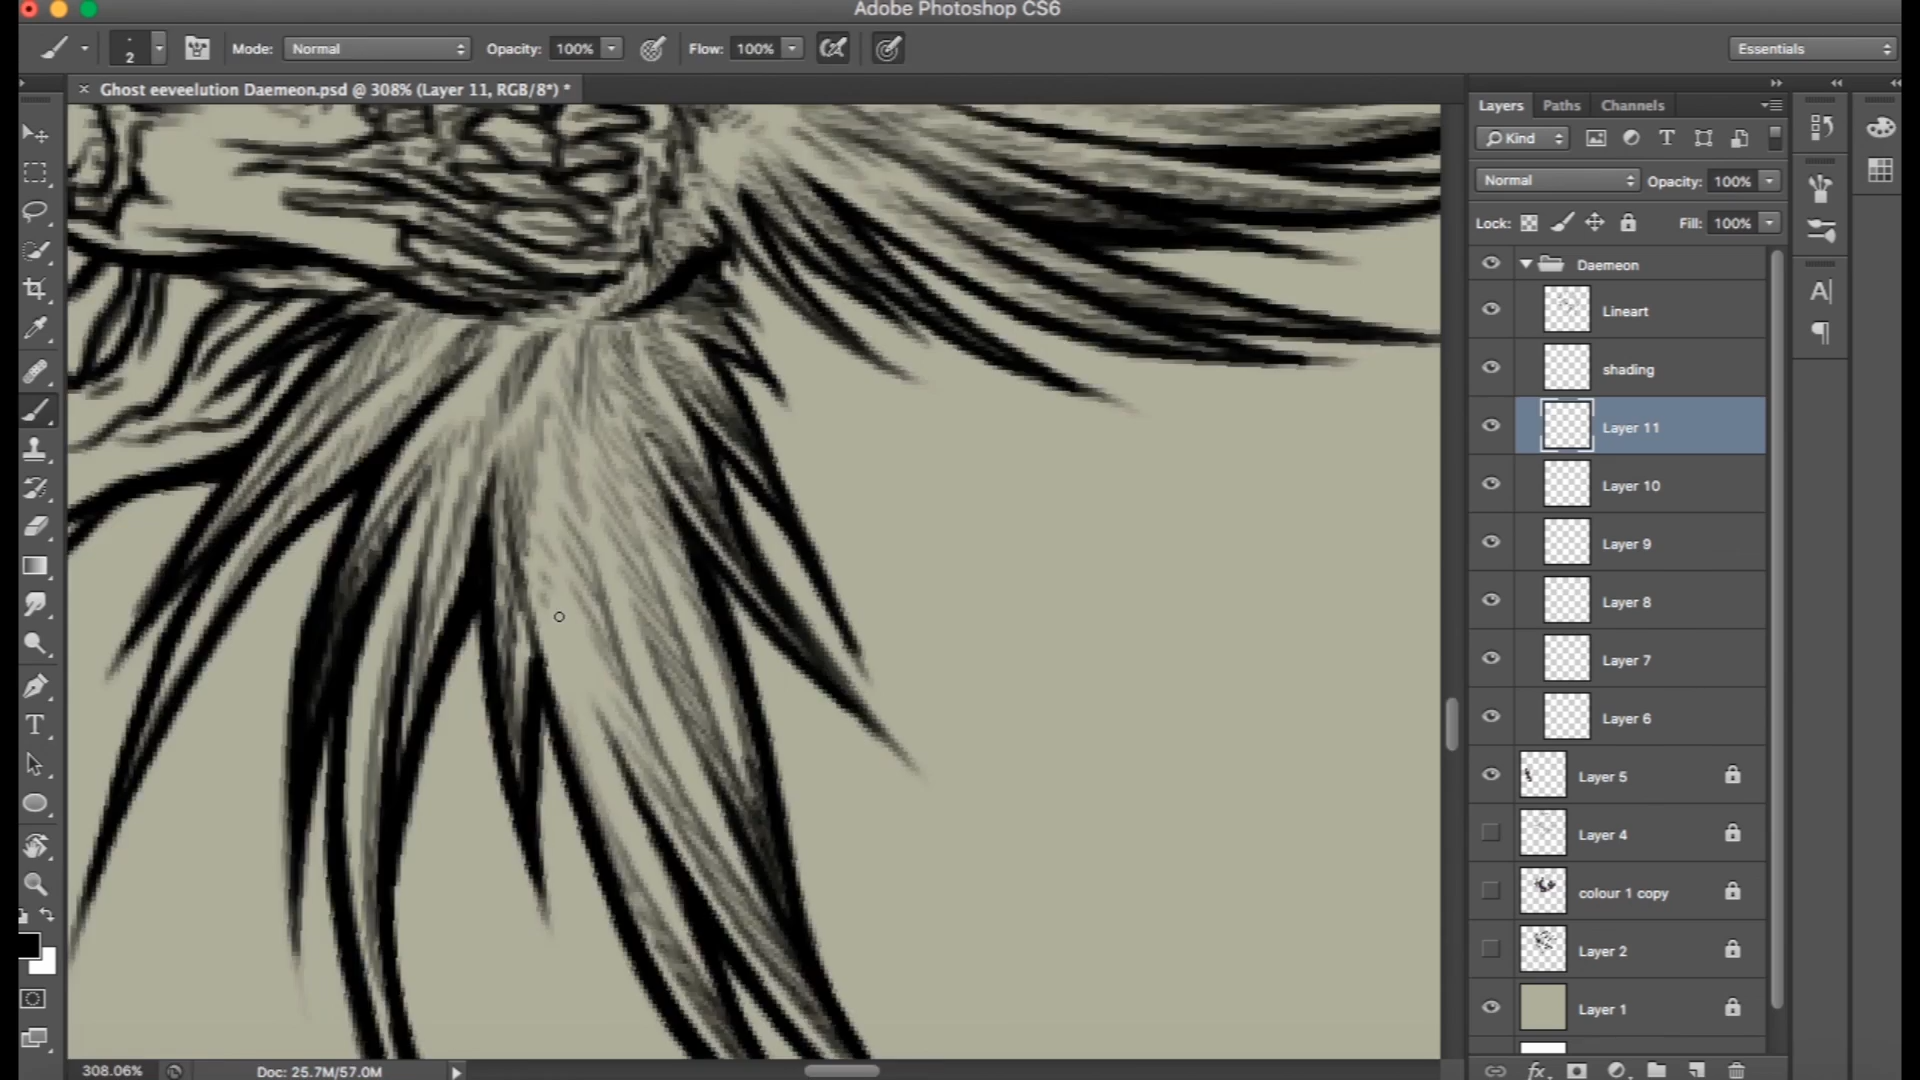 Adobe Photoshop CS6
2 Mode: Normal Opacity: 100% Flow: 100% Essentials
× Ghost eeveelution Daemeon.psd @ 308% (Layer 11, RGB/8*) *
Layers Paths Channels
Kind T
Normal Opacity: 100%
Lock: Fill: 100%
Daemeon
Lineart
shading
Layer 11
Layer 10
Layer 9
Layer 8
Layer 7
Layer 6
Layer 5
Layer 4
colour 1 copy
Layer 2
Layer 1
T
A
308.06% Doc: 25.7M/57.0M
fx